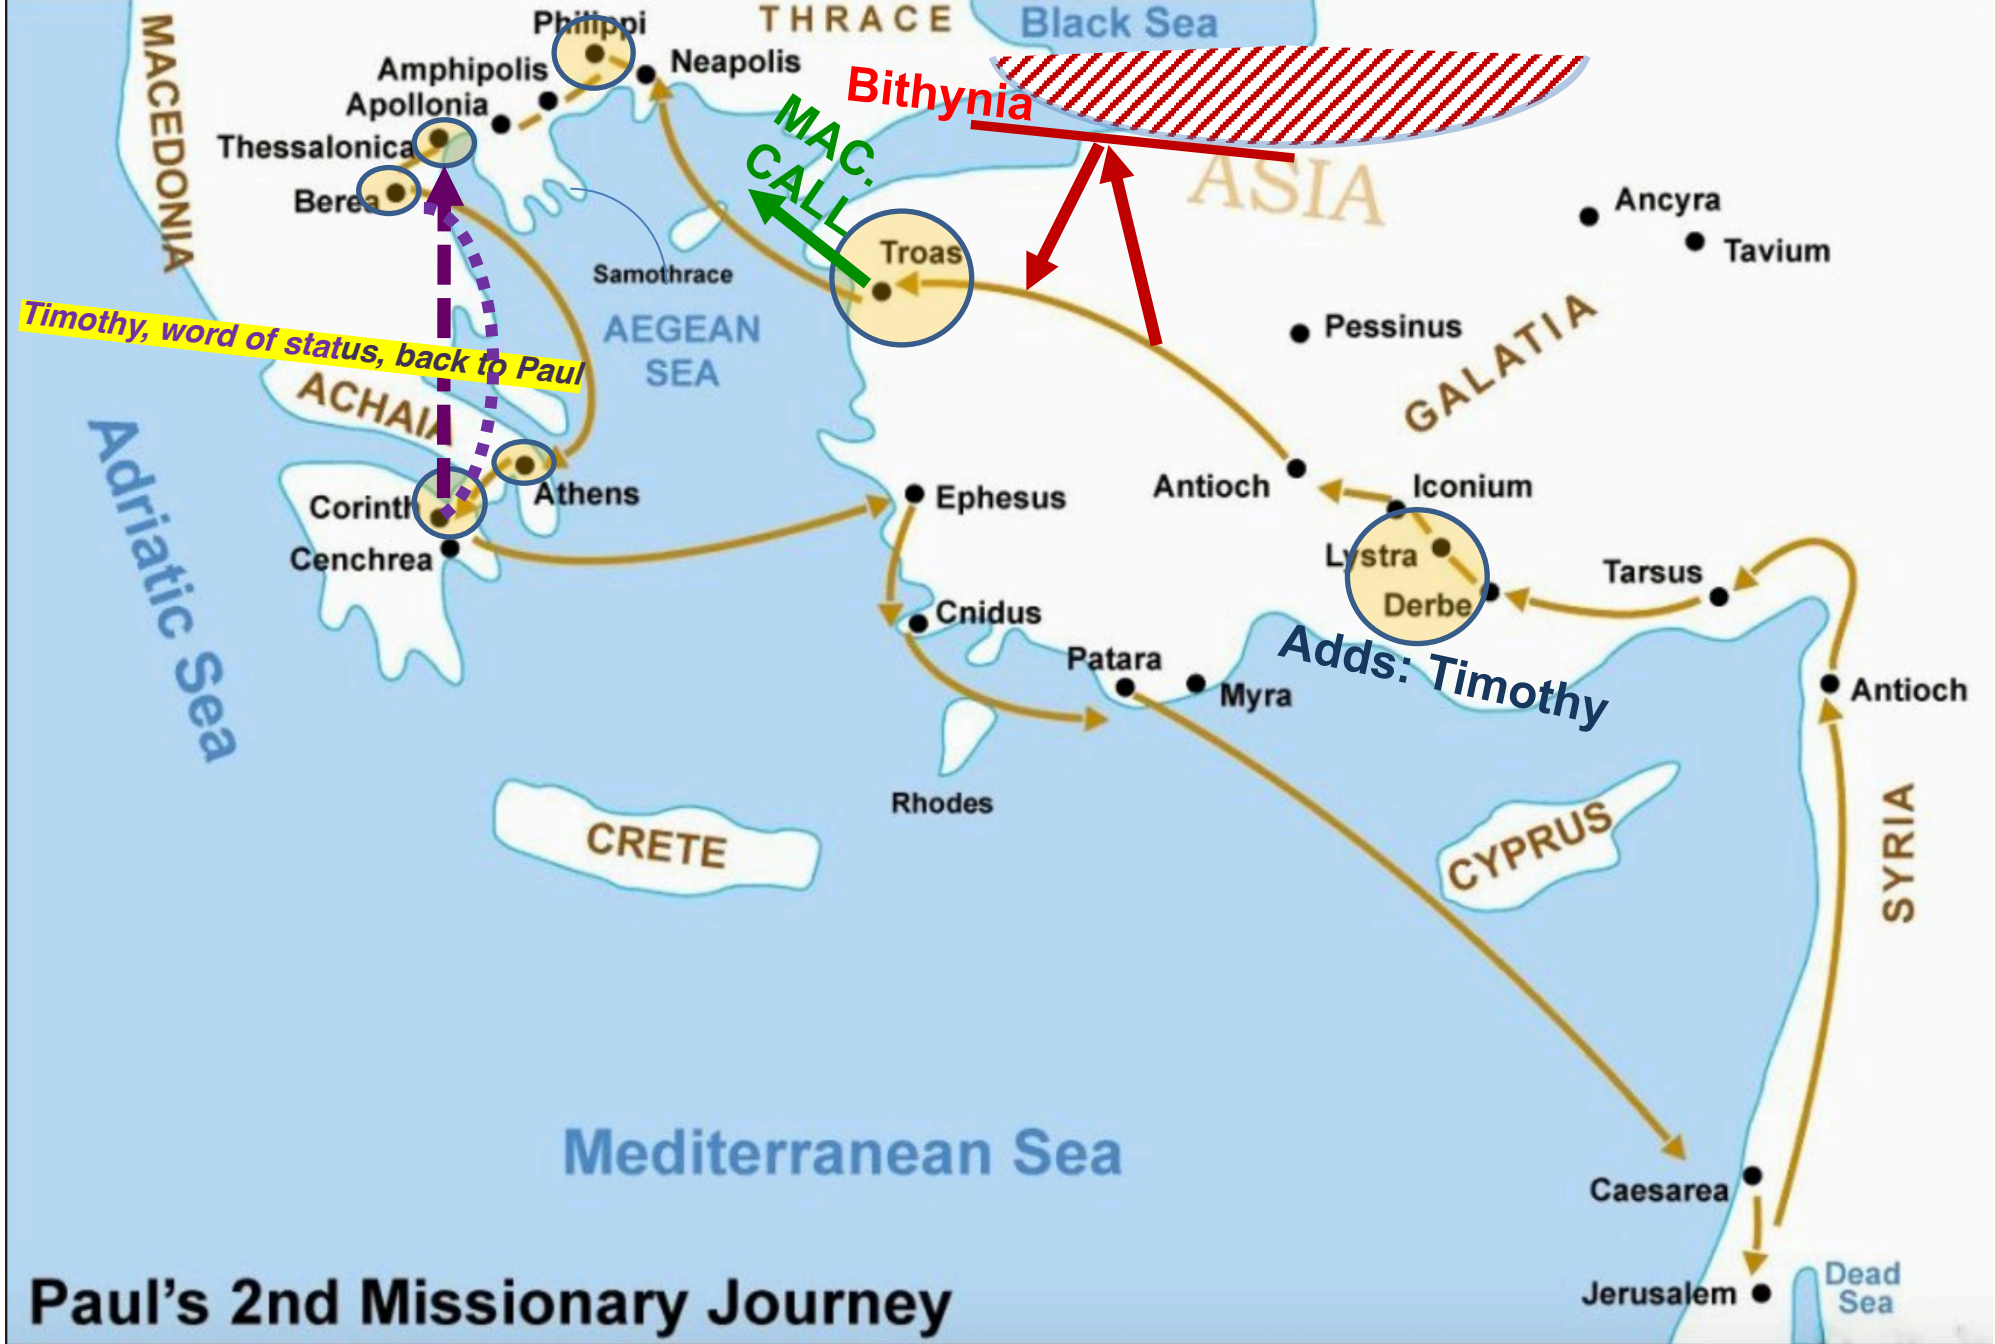 Philippi
THRACE
Black Sea
MACEDONIA
Amphipolis
Neapolis
Apollonia
Bithynia
MAC.
CALL
Thessalonica
Berea
ASIA
Ancyra
Tavium
Troas
Samothrace
AEGEAN
SEA
Pessinus
GALATIA
Timothy, word of status, back to Paul
ACHAIA
Adriatic Sea
Athens
Corinth
Cenchrea
Ephesus
Antioch
Iconium
Lystra
Derbe
Tarsus
Cnidus
Adds: Timothy
Patara
Myra
Antioch
Rhodes
CRETE
CYPRUS
SYRIA
Mediterranean Sea
Caesarea
Jerusalem
Dead
Sea
Paul's 2nd Missionary Journey